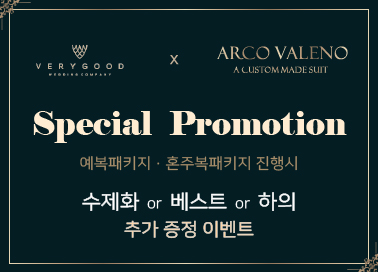 VERYGOOD
WEDDING COMPANY
x
ARCO VALENO
A CUSTOM MADE SUIT
Special Promotion
예복패키지 · 혼주복패키지 진행시
수제화 or 베스트 or 하의
추가 증정 이벤트